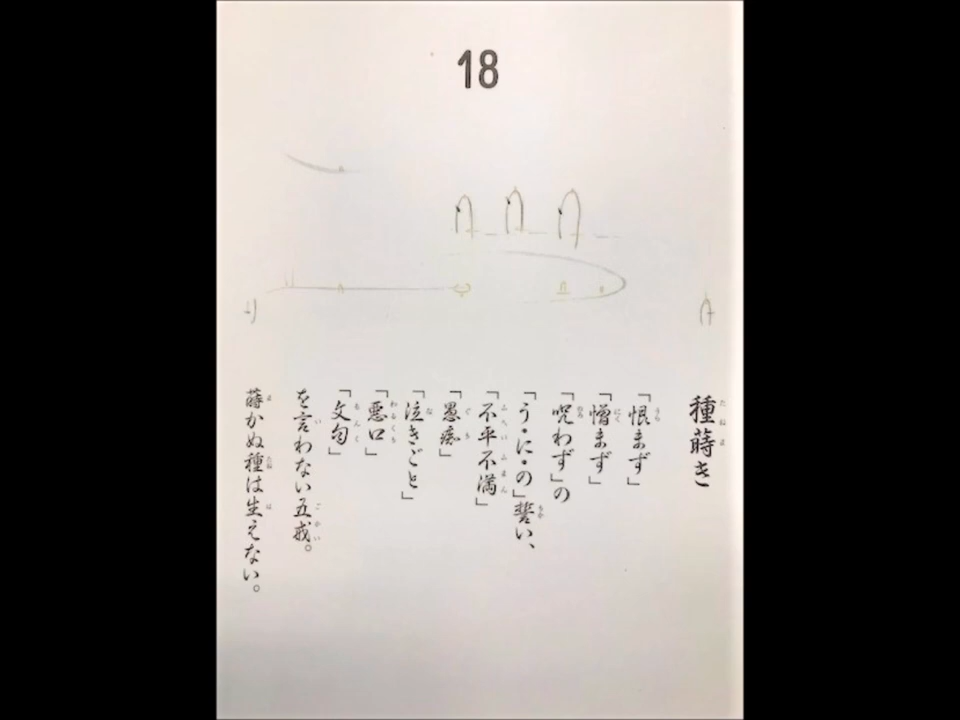 18
種蒔き
「恨まず」
「憎まず」
「呪わず」の
「う・に・の」誓い、
「不平不満」
「愚痴」
「泣きごと」
「悪口」
「文句」
を言わない五戒。
蒔かぬ種は生えない。